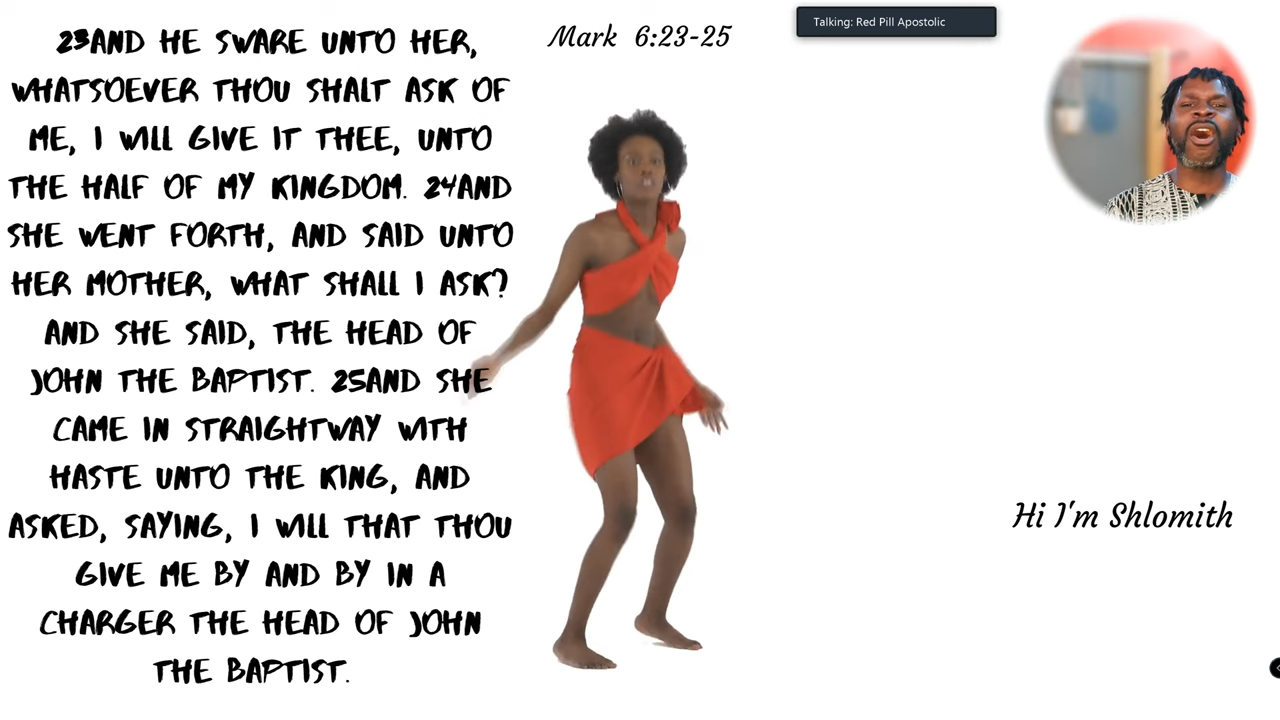 23AND HE SWARE UNTO HER,
WHATSOEVER THOU SHALT ASK OF
ME, I WILL GIVE IT THEE, UNTO
THE HALF OF MY KINGDOM. 24AND
SHE WENT FORTH, AND SAID UNTO
HER MOTHER, WHAT SHALL I ASK?
AND SHE SAID, THE HEAD OF
JOHN THE BAPTIST. 25AND SHE
CAME IN STRAIGHTWAY WITH
HASTE UNTO THE KING, AND
ASKED, SAYING, I WILL THAT THOU
GIVE ME BY AND BY IN A
CHARGER THE HEAD OF JOHN
THE BAPTIST.
Mark 6:23-25
Talking: Red Pill Apostolic
Hi I'm Shlomith